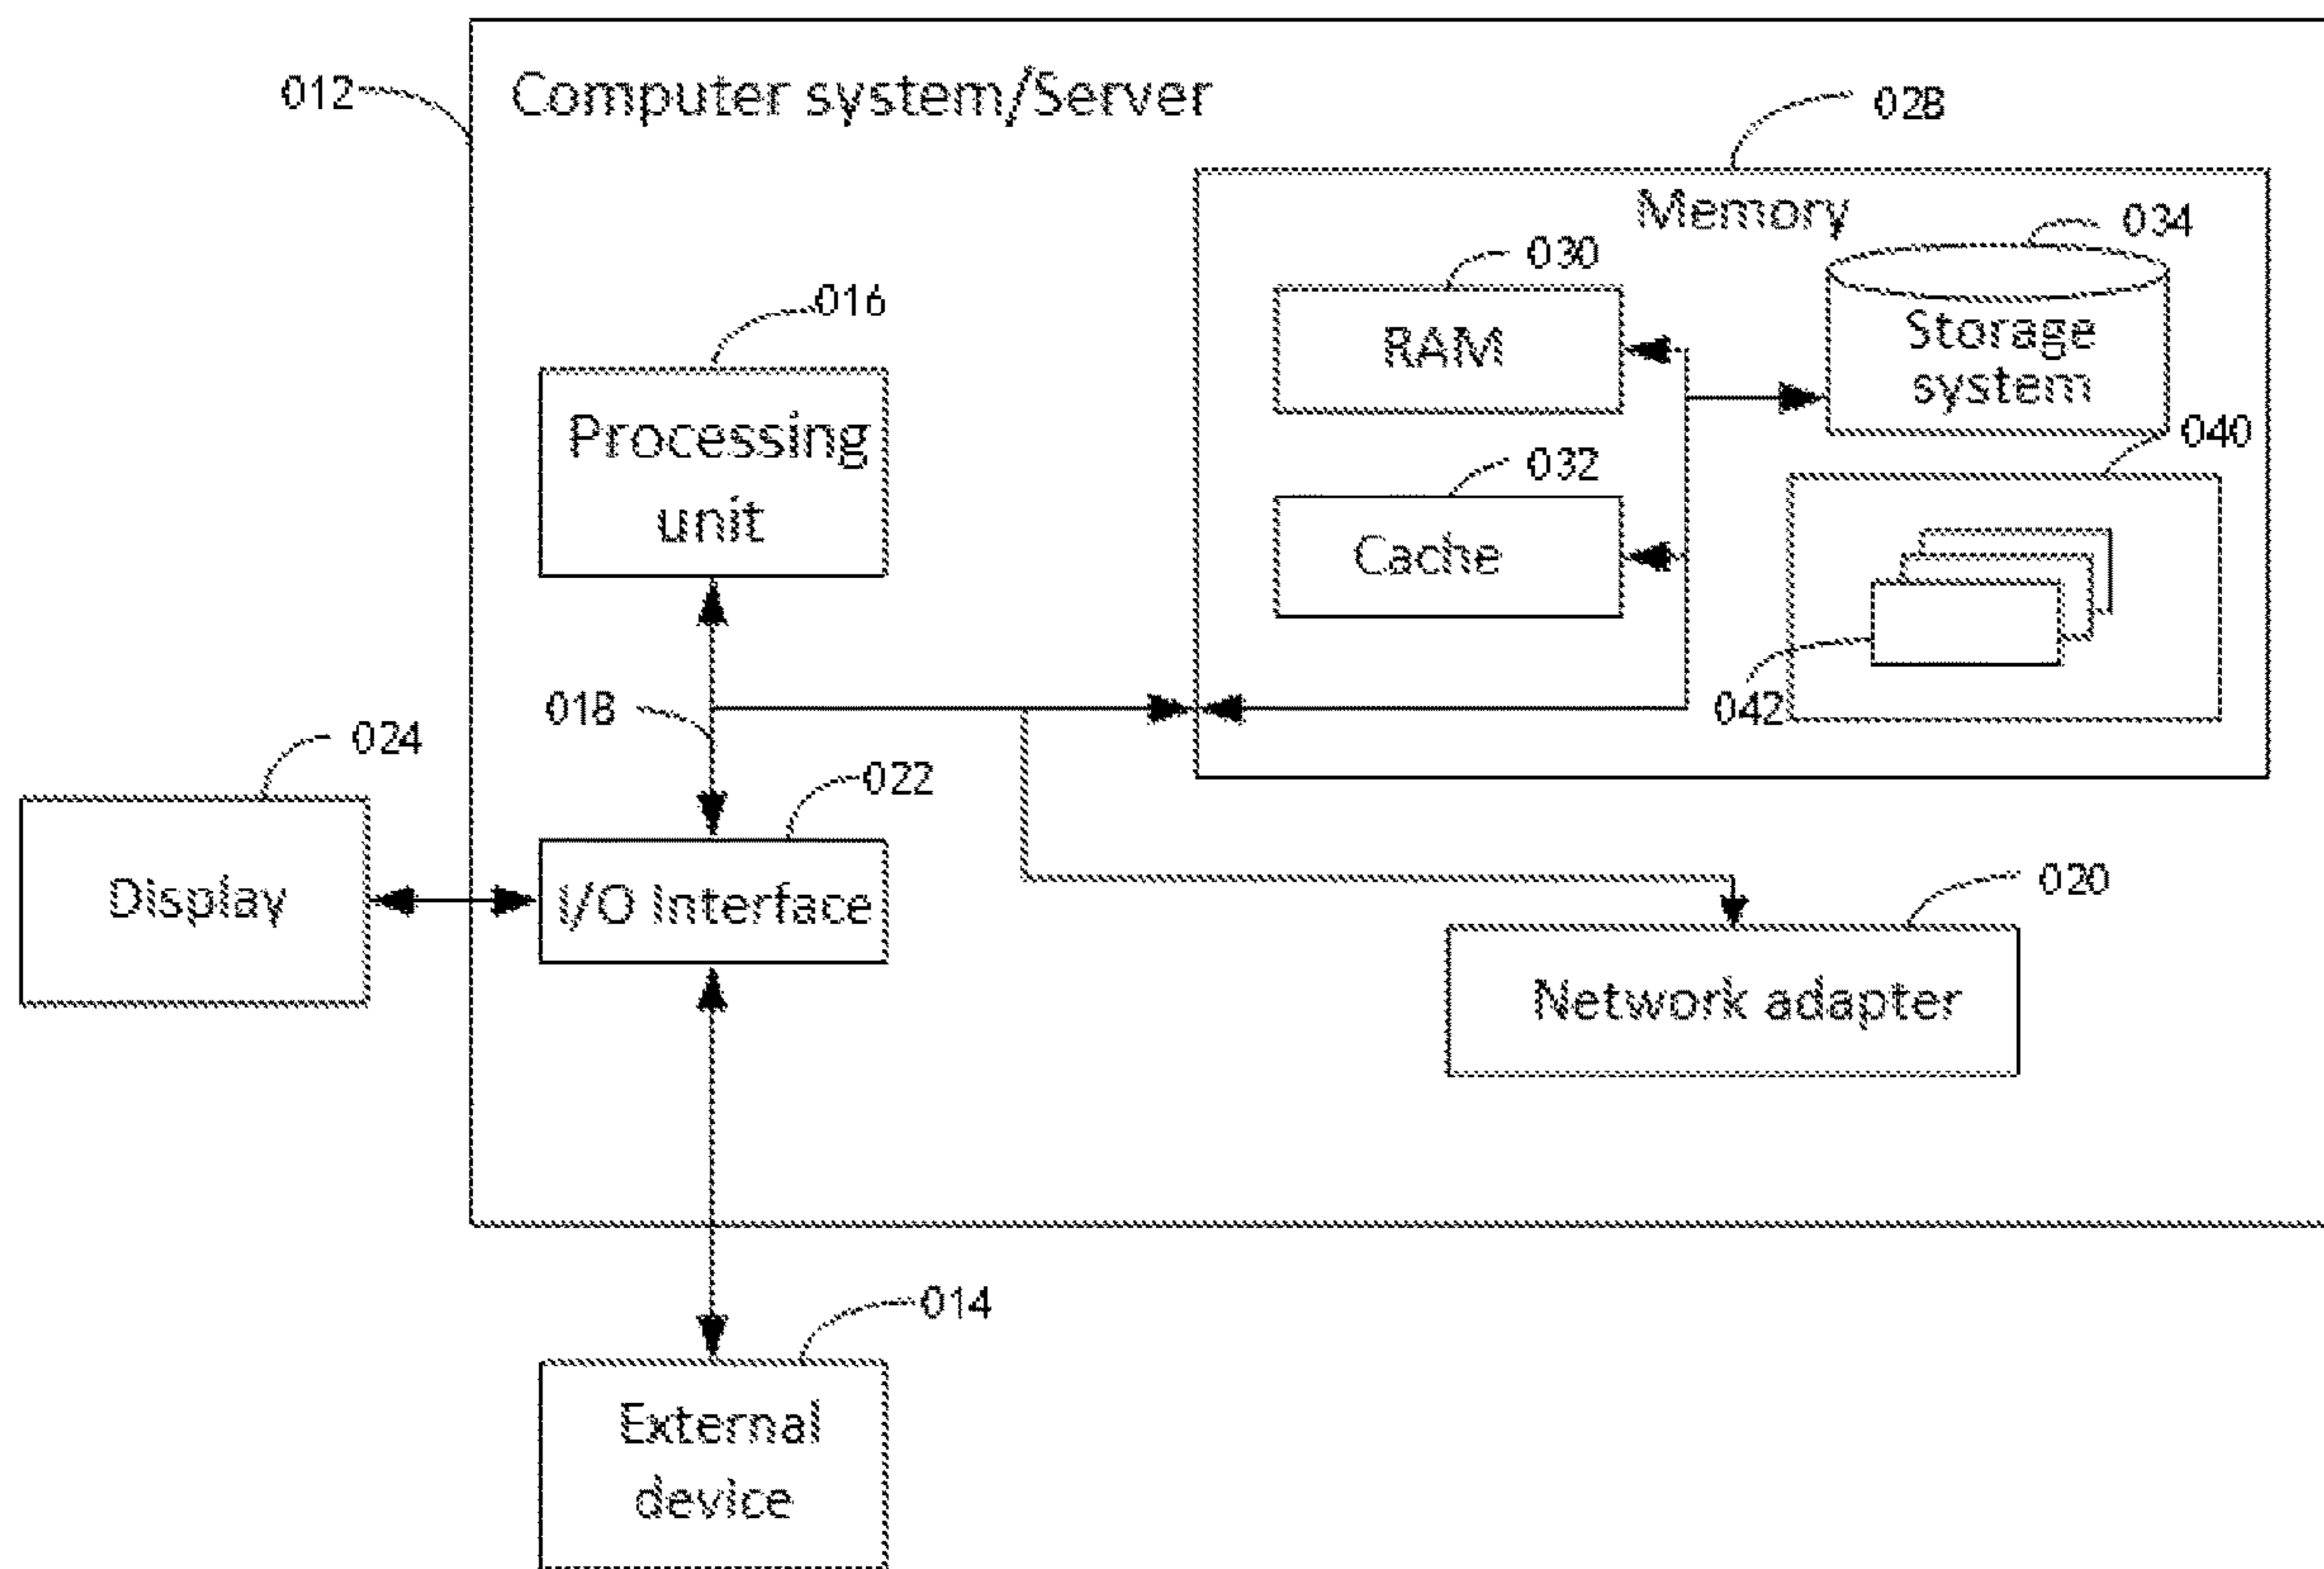 012
Computer system/Server
028
Memory
034
030
016
RAM
Storage
system
Processing
unit
040
032
Cache
018
042
024
022
Display
I/O Interface
020
Network adapter
014
External
device